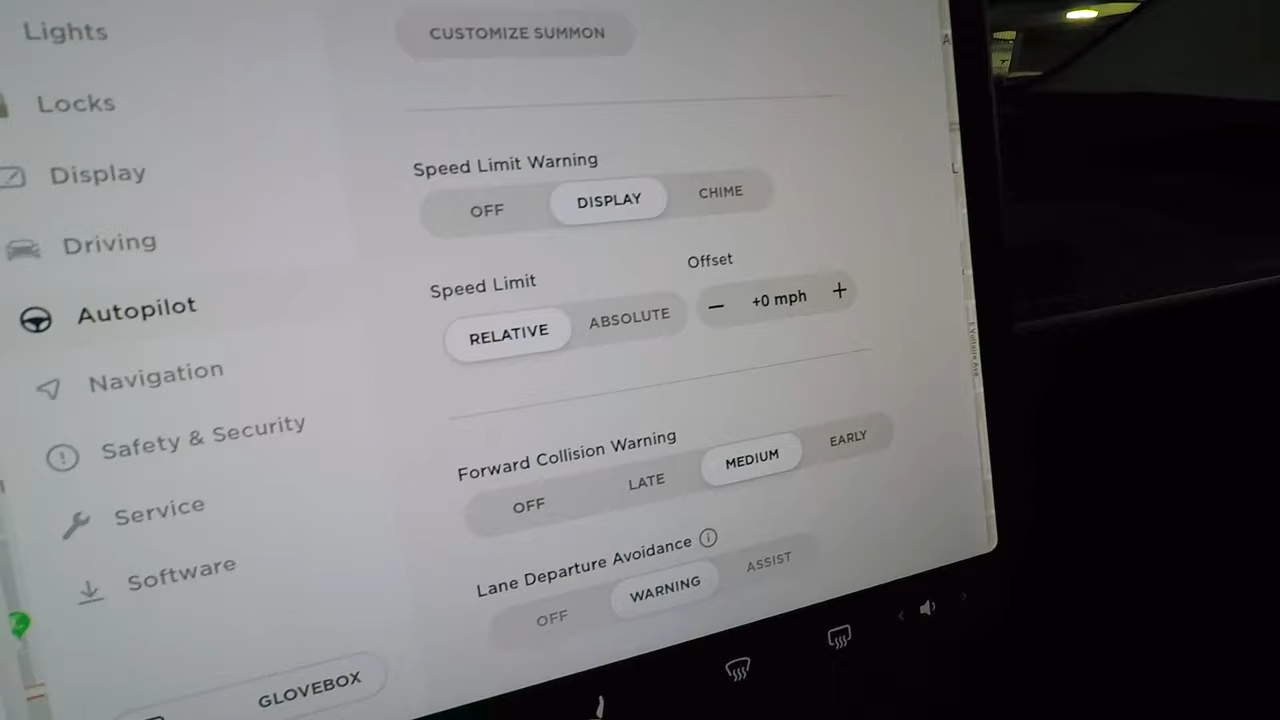 Lights
Locks
Display
Driving
Autopilot
Navigation
Safety & Security
Service
Software
GLOVEBOX
CUSTOMIZE SUMMON
Speed Limit Warning
OFF DISPLAY CHIME
Speed Limit Offset
RELATIVE ABSOLUTE − +0 mph +
Forward Collision Warning
OFF LATE MEDIUM EARLY
Lane Departure Avoidance
OFF WARNING ASSIST